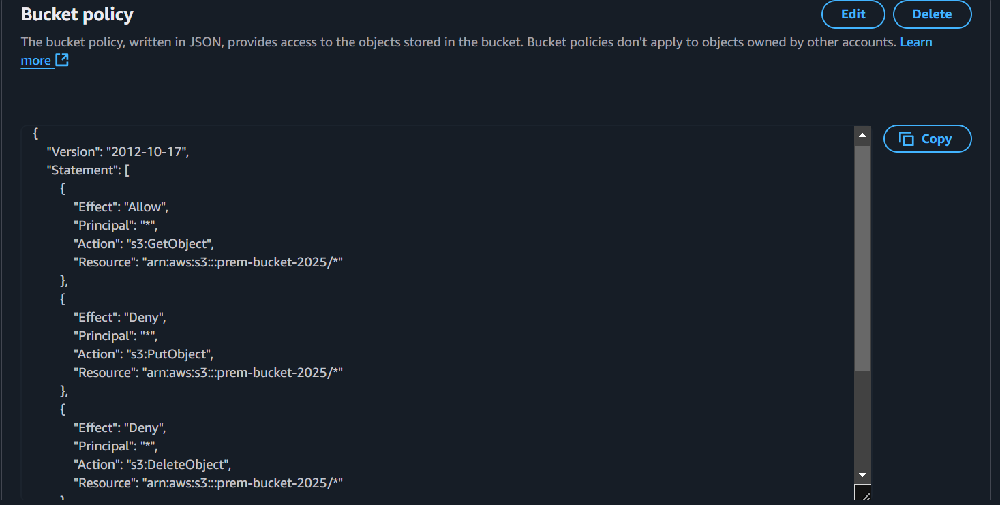 Bucket policy
Edit
Delete
The bucket policy, written in JSON, provides access to the objects stored in the bucket. Bucket policies don't apply to objects owned by other accounts. Learn
more
{
"Version": "2012-10-17",
"Statement": [
{
"Effect": "Allow",
"Principal": "*",
"Action": "s3:GetObject",
"Resource": "arn:aws:s3:::prem-bucket-2025/*"
},
{
"Effect": "Deny",
"Principal": "*",
"Action": "s3:PutObject",
"Resource": "arn:aws:s3:::prem-bucket-2025/*"
},
{
"Effect": "Deny",
"Principal": "*",
"Action": "s3:DeleteObject",
"Resource": "arn:aws:s3:::prem-bucket-2025/*"
}
Copy